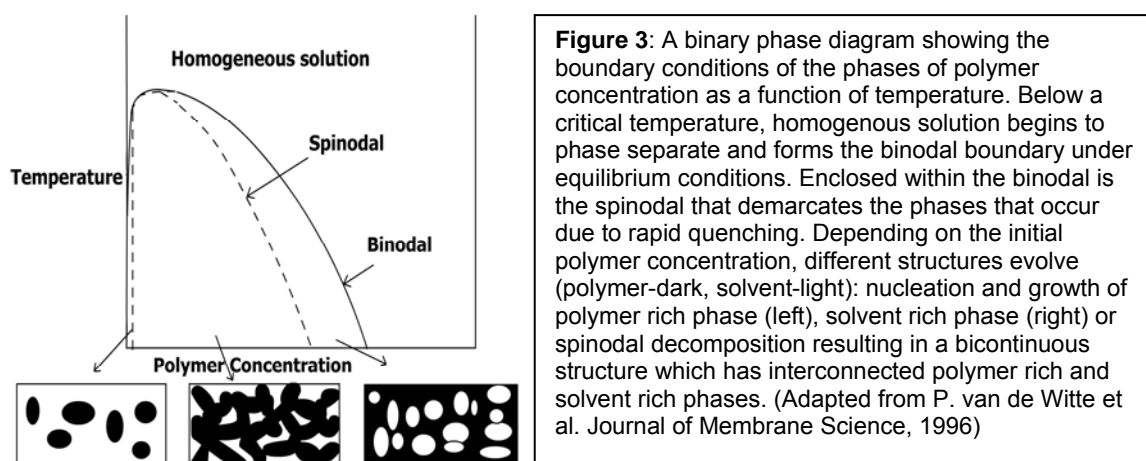 Homogeneous solution
Spinodal
Temperature
Binodal
Polymer Concentration
Figure 3: A binary phase diagram showing the
boundary conditions of the phases of polymer
concentration as a function of temperature. Below a
critical temperature, homogenous solution begins to
phase separate and forms the binodal boundary under
equilibrium conditions. Enclosed within the binodal is
the spinodal that demarcates the phases that occur
due to rapid quenching. Depending on the initial
polymer concentration, different structures evolve
(polymer-dark, solvent-light): nucleation and growth of
polymer rich phase (left), solvent rich phase (right) or
spinodal decomposition resulting in a bicontinuous
structure which has interconnected polymer rich and
solvent rich phases. (Adapted from P. van de Witte et
al. Journal of Membrane Science, 1996)